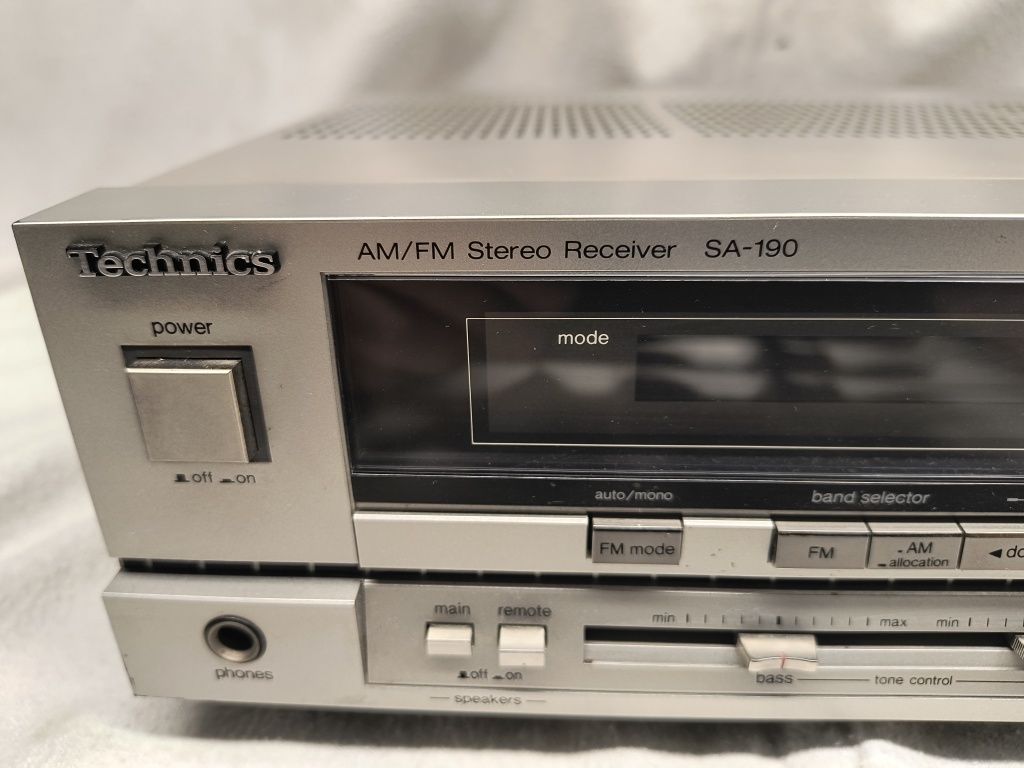 Technics
AM/FM Stereo Receiver SA-190
power
off on
mode
auto/mono
band selector
FM mode
FM
AM
allocation
main
remote
off on
speakers
phones
min
max
min
bass
tone control